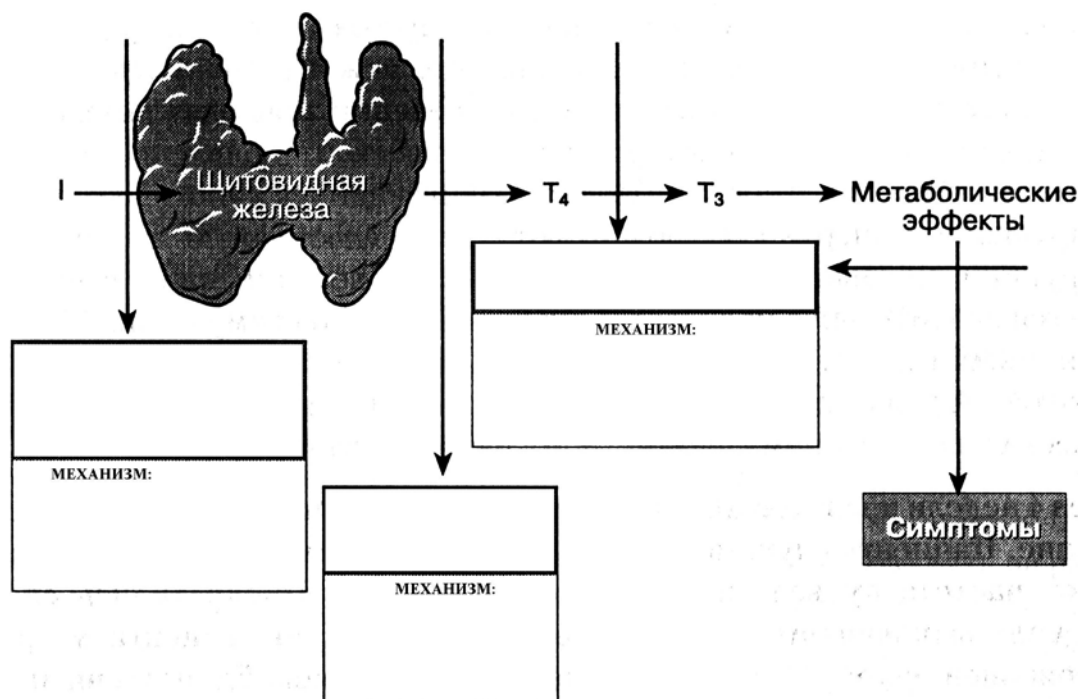 I
Щитовидная
железа
T₄
T₃
Метаболические
эффекты
МЕХАНИЗМ:
МЕХАНИЗМ:
МЕХАНИЗМ:
Симптомы